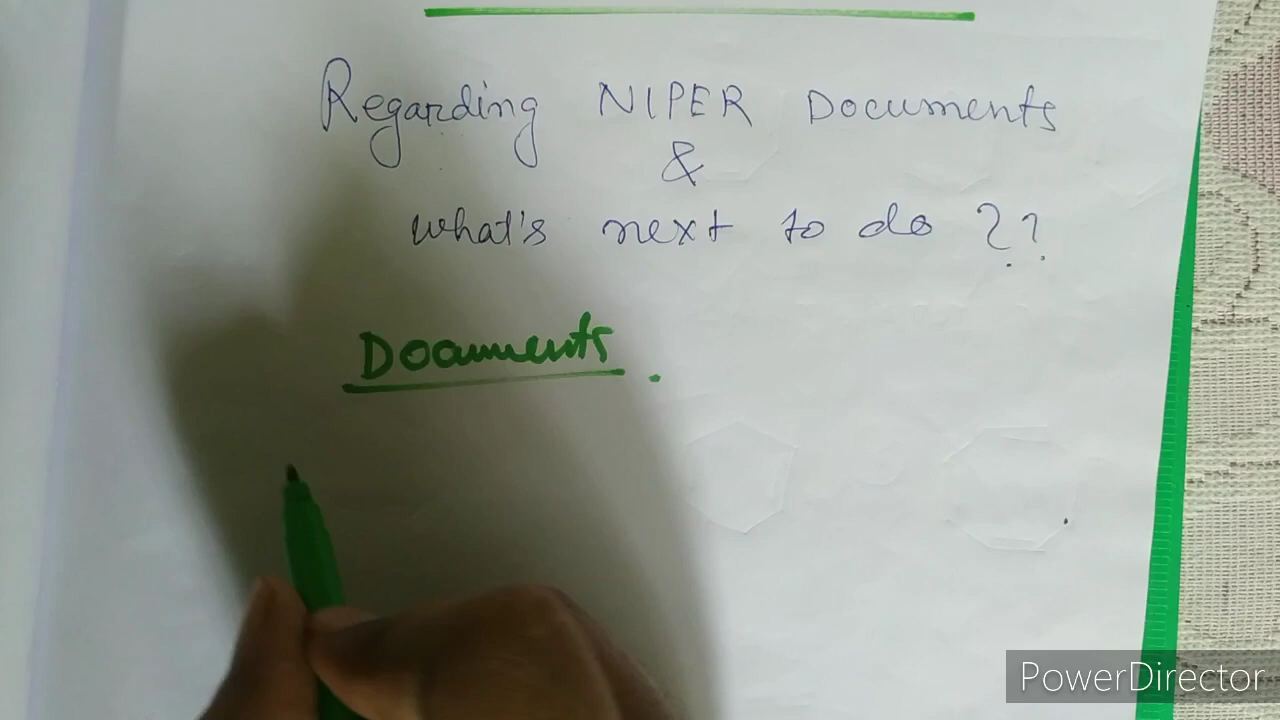 Regarding NIPER Documents
&
what's next to do ??
Documents.
PowerDirector